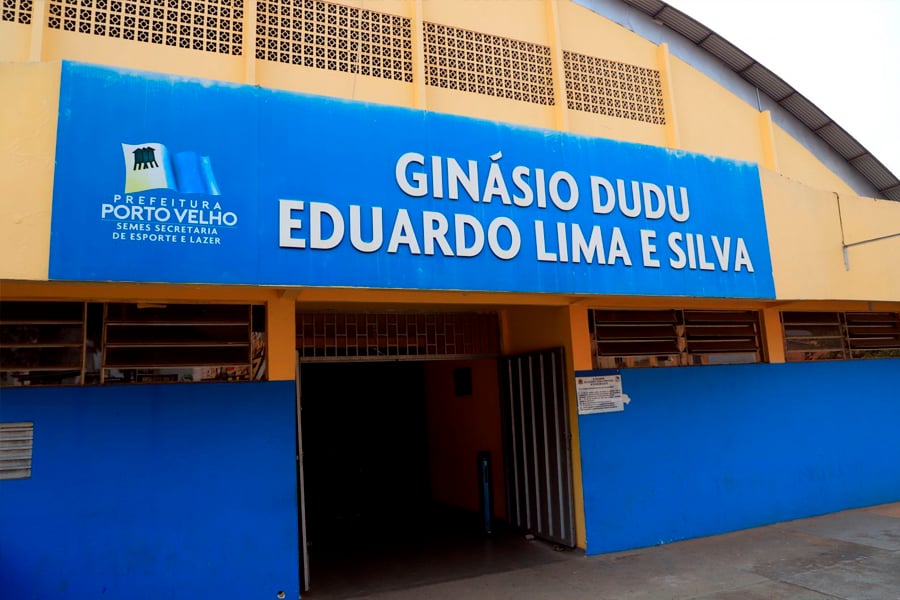 PREFEITURA
PORTO VELHO
SEMES SECRETARIA
DE ESPORTE E LAZER
GINÁSIO DUDU
EDUARDO LIMA E SILVA